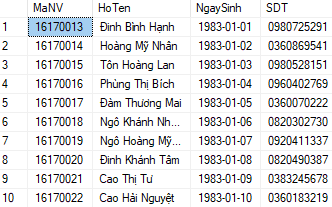 MaNV HoTen NgaySinh SDT
1 16170013 Đinh Bình Hạnh 1983-01-01 0980725291
2 16170014 Hoàng Mỹ Nhân 1983-01-02 0360869541
3 16170015 Tôn Hoàng Lan 1983-01-03 0980528151
4 16170016 Phùng Thị Bích 1983-01-04 0960402769
5 16170017 Đàm Thương Mai 1983-01-05 0360070222
6 16170018 Ngô Khánh Nh... 1983-01-06 0820302730
7 16170019 Ngô Hoàng Mỹ... 1983-01-07 0920411337
8 16170020 Đinh Khánh Tâm 1983-01-08 0820490387
9 16170021 Cao Thị Tư 1983-01-09 0383245678
10 16170022 Cao Hải Nguyệt 1983-01-10 0360183219